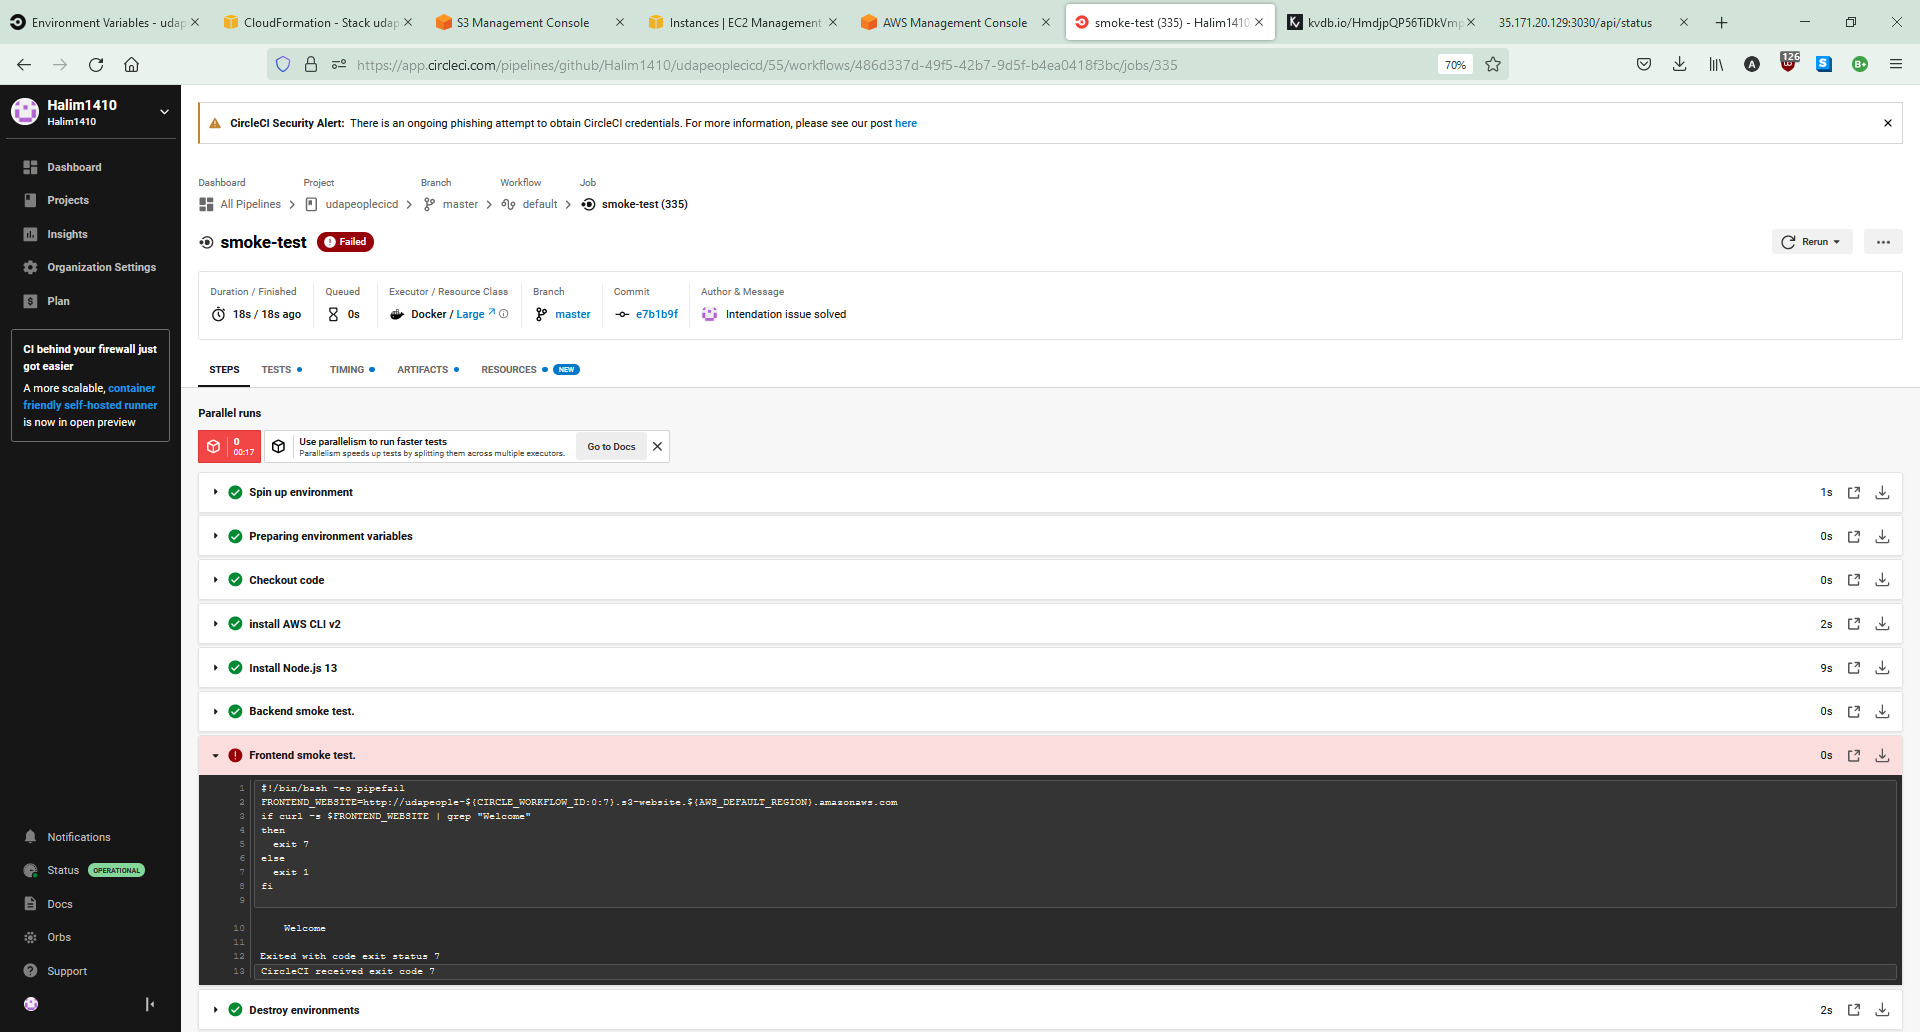 Environment Variables - udap
CloudFormation - Stack udap
S3 Management Console
Instances | EC2 Management
AWS Management Console
smoke-test (335) - Halim1410
kvdb.io/HmdjpQP56TiDkVmp
35.171.20.129:3030/api/status
https://app.circleci.com/pipelines/github/Halim1410/udapeoplecicd/55/workflows/486d337d-49f5-42b7-9d5f-b4ea0418f3bc/jobs/335
70%
126
Halim1410
Halim1410
Dashboard
Projects
Insights
Organization Settings
Plan
CI behind your firewall just
got easier
A more scalable, container
friendly self-hosted runner
is now in open preview
Notifications
Status OPERATIONAL
Docs
Orbs
Support
CircleCI Security Alert: There is an ongoing phishing attempt to obtain CircleCI credentials. For more information, please see our post here
Dashboard Project Branch Workflow Job
All Pipelines udapeoplecicd master default smoke-test (335)
smoke-test Failed
Rerun
Duration / Finished Queued Executor / Resource Class Branch Commit Author & Message
18s / 18s ago 0s Docker / Large master e7b1b9f Intendation issue solved
STEPS TESTS TIMING ARTIFACTS RESOURCES NEW
Parallel runs
0
00:17
Use parallelism to run faster tests
Parallelism speeds up tests by splitting them across multiple executors.
Go to Docs
Spin up environment 1s
Preparing environment variables 0s
Checkout code 0s
install AWS CLI v2 2s
Install Node.js 13 9s
Backend smoke test. 0s
Frontend smoke test. 0s
1 #!/bin/bash -eo pipefail
2 FRONTEND_WEBSITE=http://udapeople-${CIRCLE_WORKFLOW_ID:0:7}.s3-website.${AWS_DEFAULT_REGION}.amazonaws.com
3 if curl -s $FRONTEND_WEBSITE | grep "Welcome"
4 then
5 exit 7
6 else
7 exit 1
8 fi
9
10 Welcome
11
12 Exited with code exit status 7
13 CircleCI received exit code 7
Destroy environments 2s